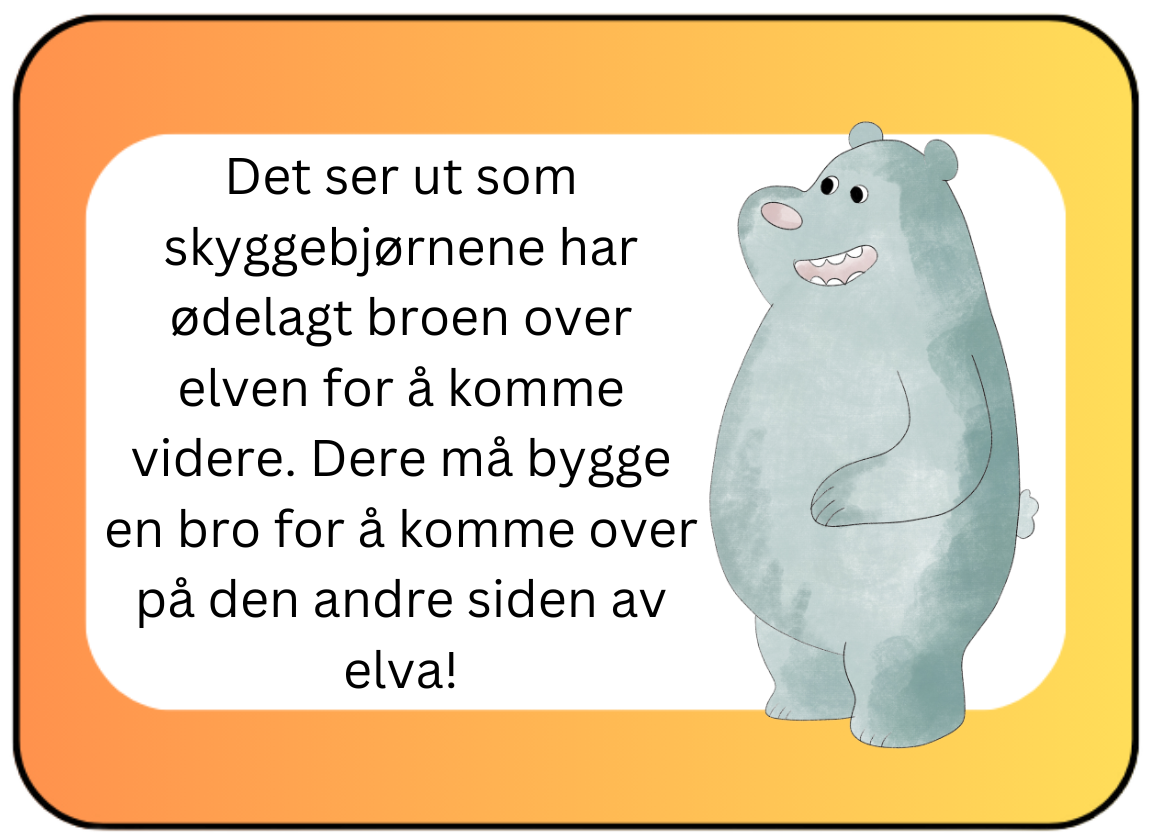 Det ser ut som
skyggebjørnene har
ødelagt broen over
elven for å komme
videre. Dere må bygge
en bro for å komme over
på den andre siden av
elva!